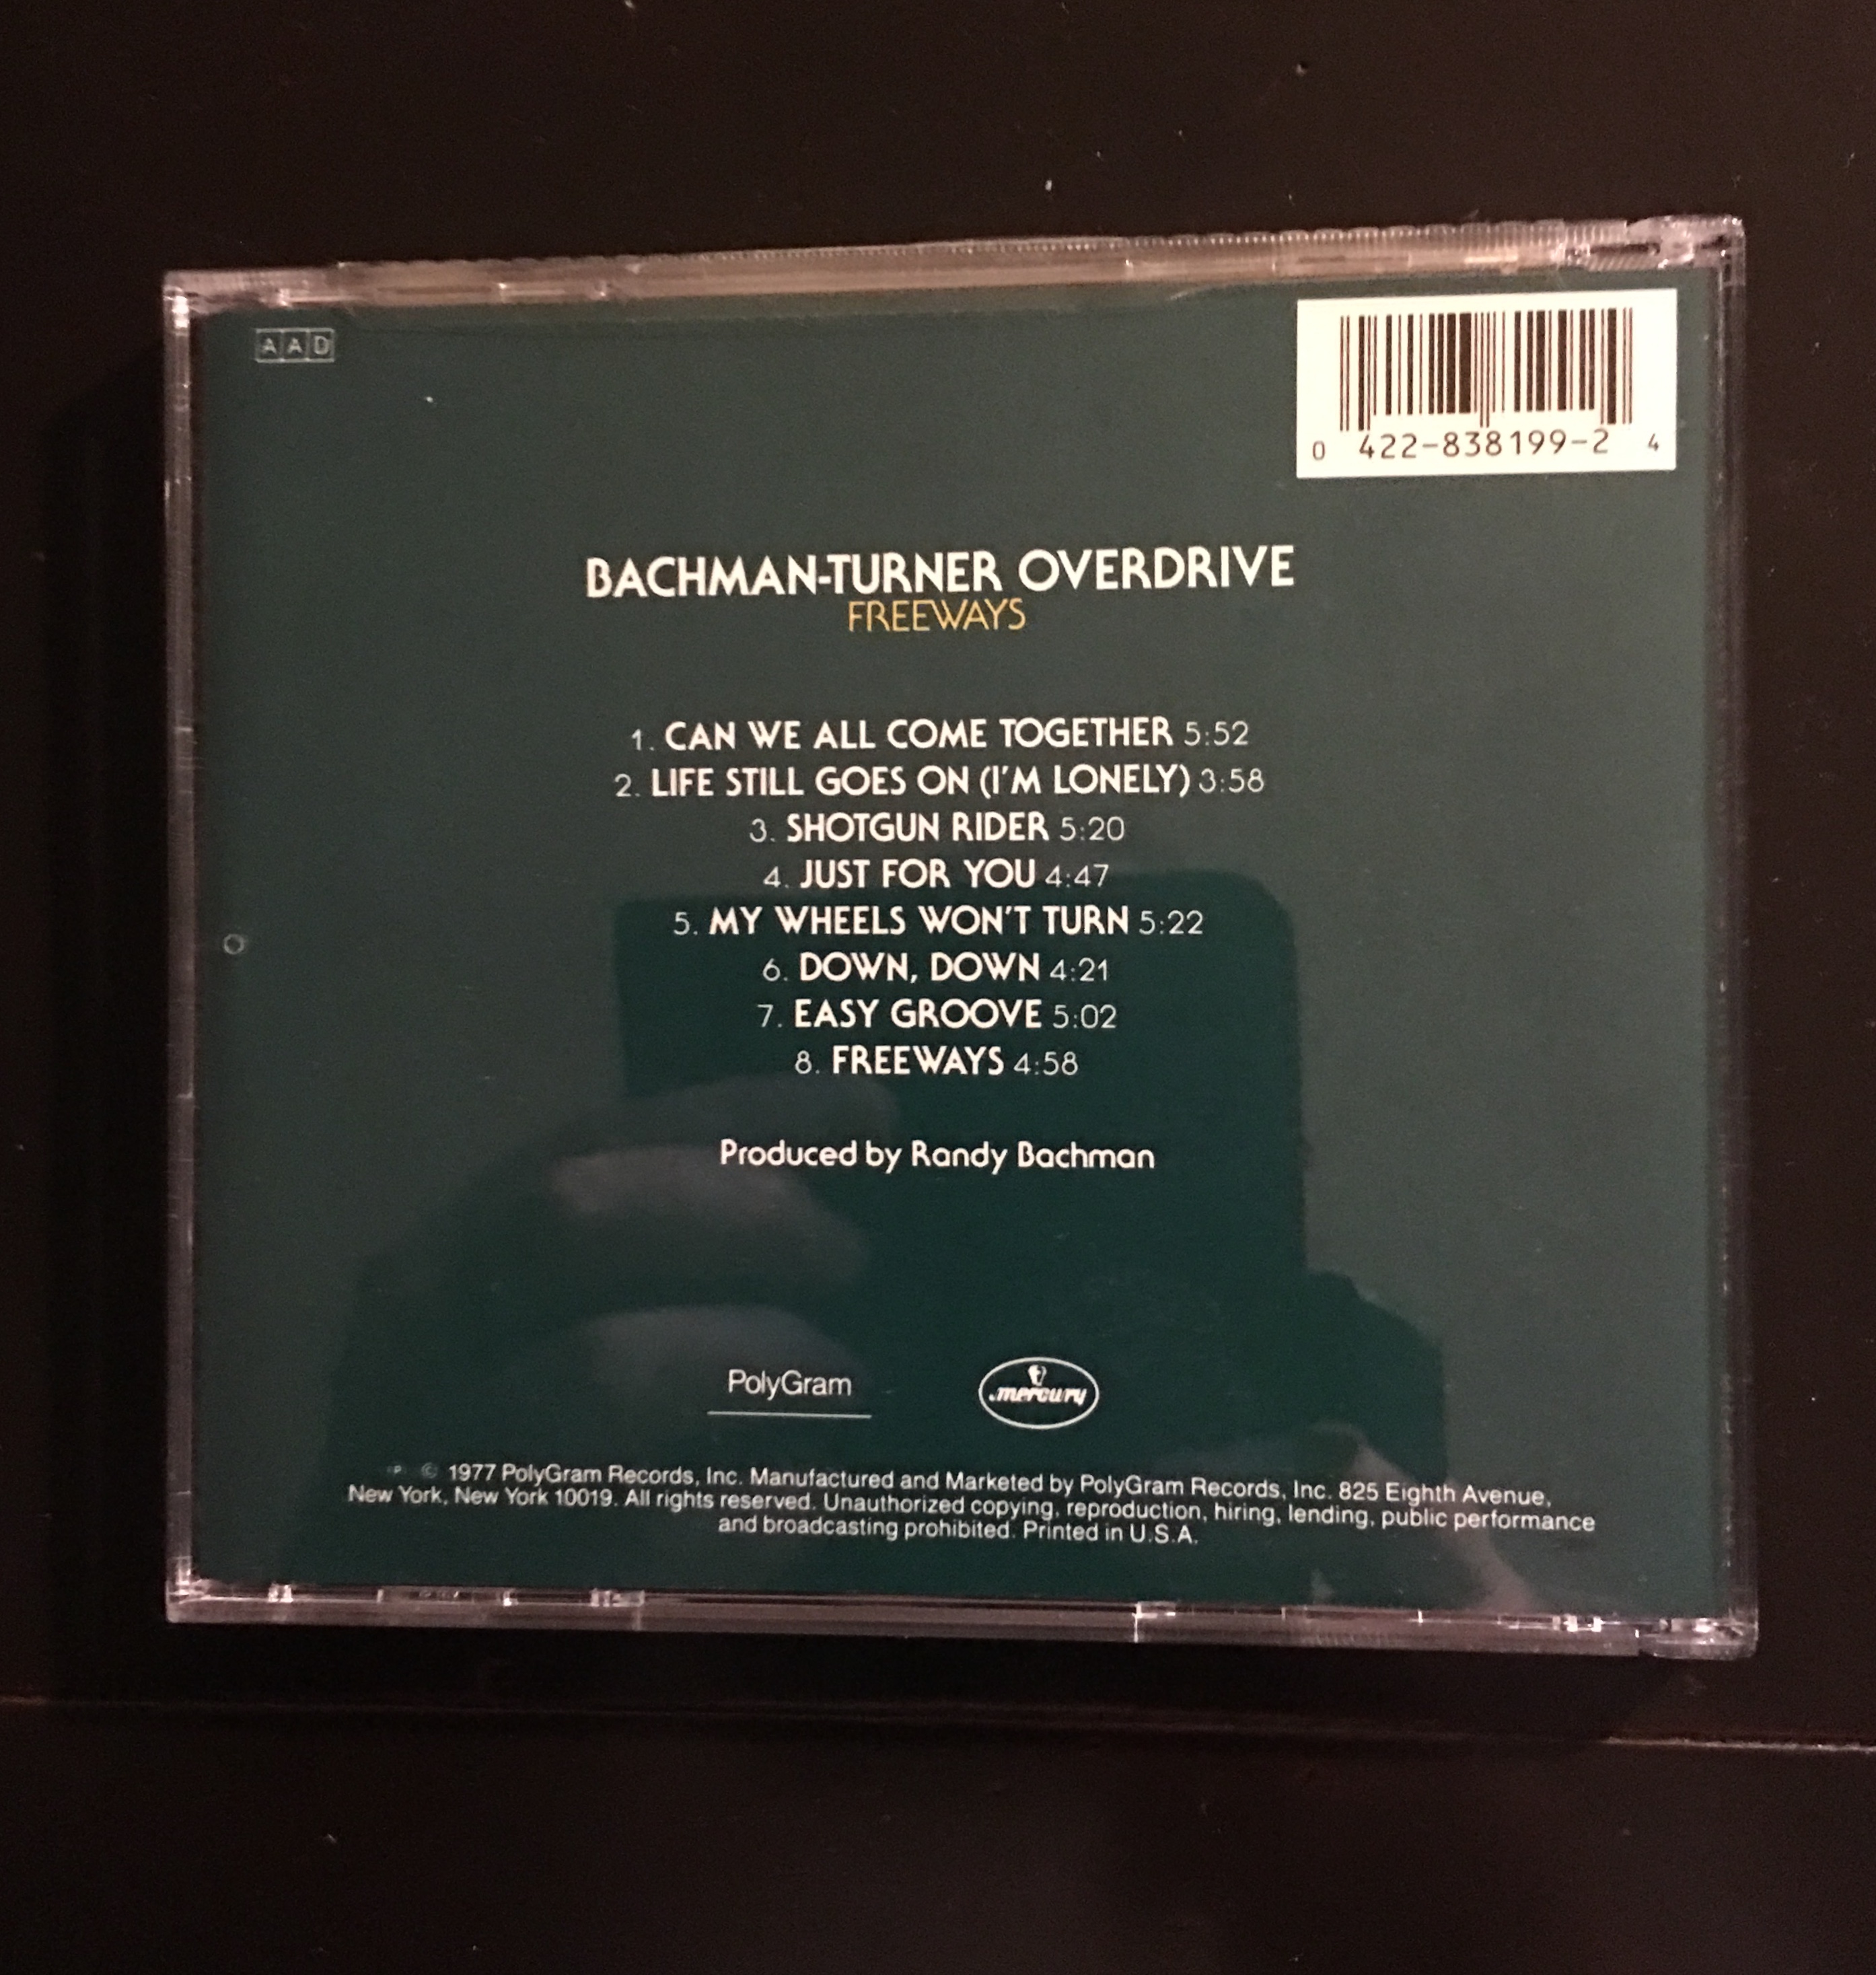 AAD
0 422-838199-2 4
BACHMAN-TURNER OVERDRIVE
FREEWAYS
1. CAN WE ALL COME TOGETHER 5:52
2. LIFE STILL GOES ON (I'M LONELY) 3:58
3. SHOTGUN RIDER 5:20
4. JUST FOR YOU 4:47
5. MY WHEELS WON'T TURN 5:22
6. DOWN, DOWN 4:21
7. EASY GROOVE 5:02
8. FREEWAYS 4:58
Produced by Randy Bachman
PolyGram mercury
℗ © 1977 PolyGram Records, Inc. Manufactured and Marketed by PolyGram Records, Inc. 825 Eighth Avenue,
New York, New York 10019. All rights reserved. Unauthorized copying, reproduction, hiring, lending, public performance
and broadcasting prohibited. Printed in U.S.A.